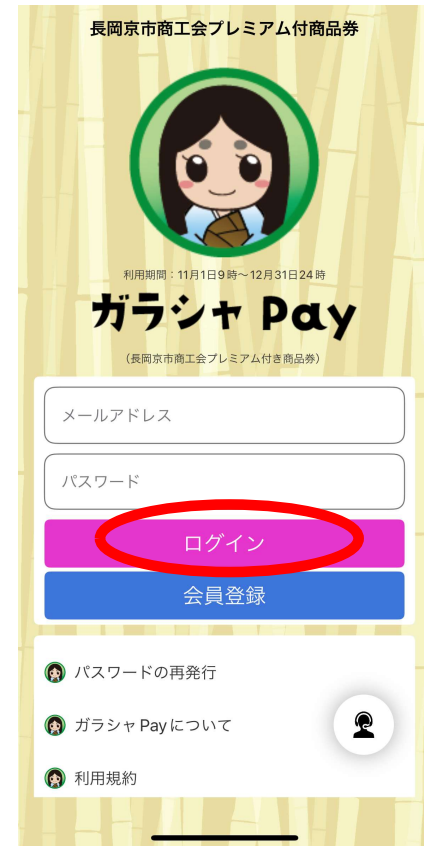 長岡京市商工会プレミアム付商品券
利用期間：11月1日9時～12月31日24時
ガラシャ Pay
（長岡京市商工会プレミアム付き商品券）
メールアドレス
パスワード
ログイン
会員登録
パスワードの再発行
ガラシャ Payについて
利用規約